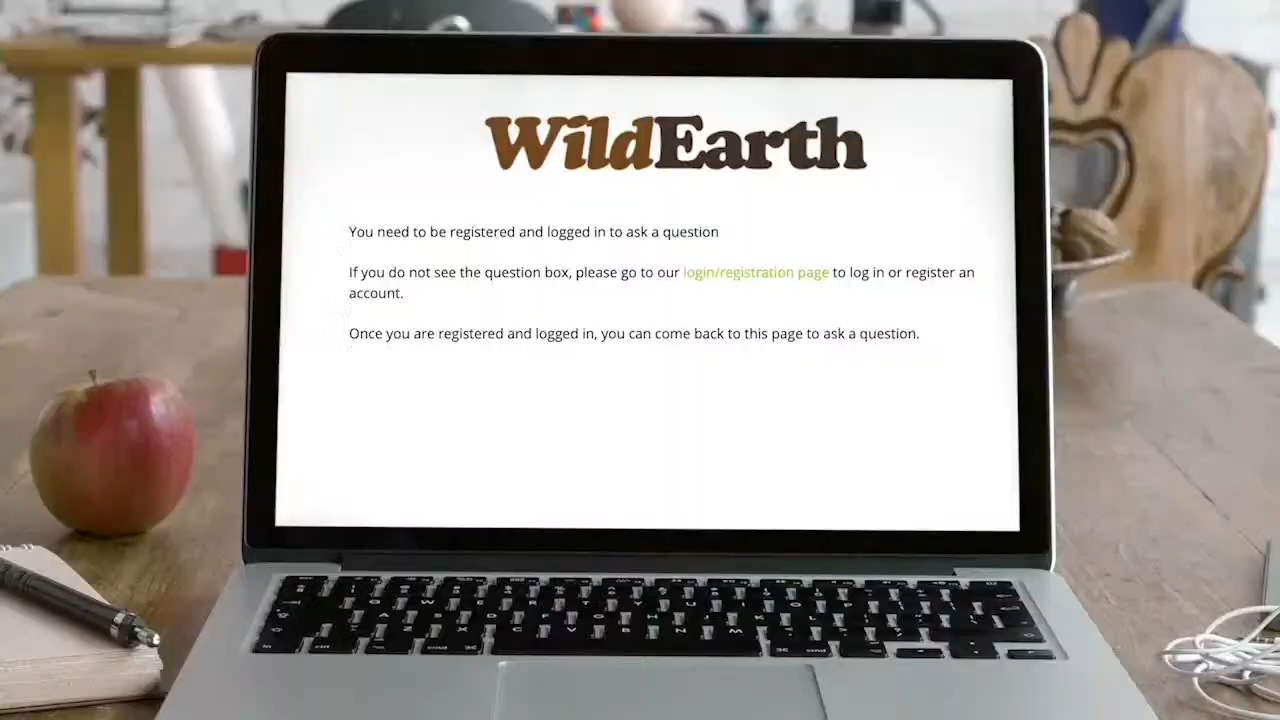 WildEarth
You need to be registered and logged in to ask a question
If you do not see the question box, please go to our login/registration page to log in or register an
account.
Once you are registered and logged in, you can come back to this page to ask a question.